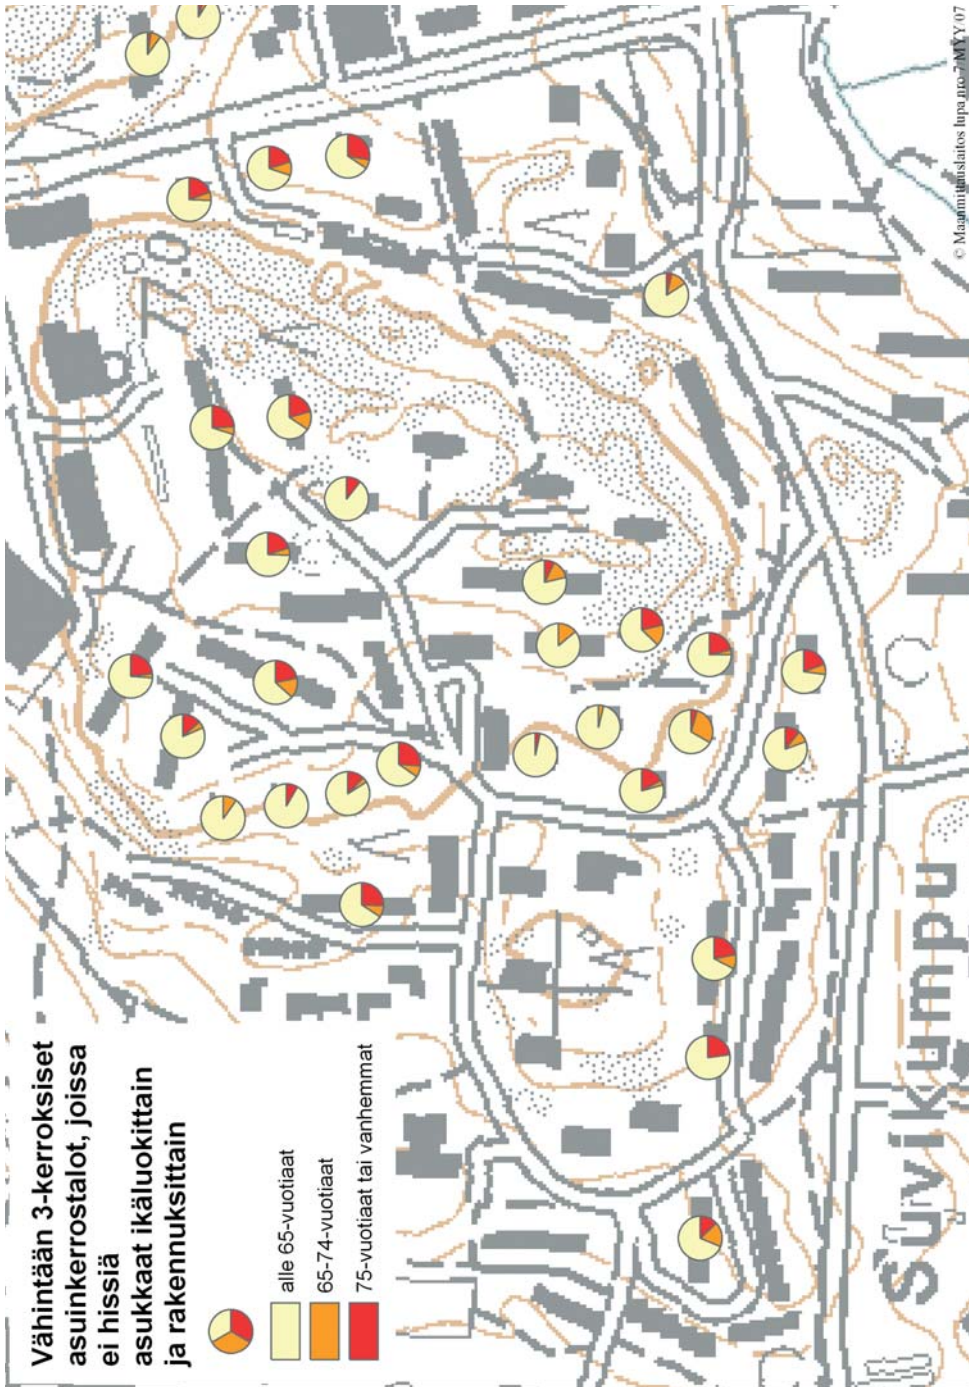 Vähintään 3-kerroksiset
asuinkerrostalot, joissa
ei hissiä
asukkaat ikäluokittain
ja rakennuksittain
alle 65-vuotiaat
65-74-vuotiaat
75-vuotiaat tai vanhemmat
20
Suvikumpu
© Maanmittauslaitos lupa nro 7/MYY/07